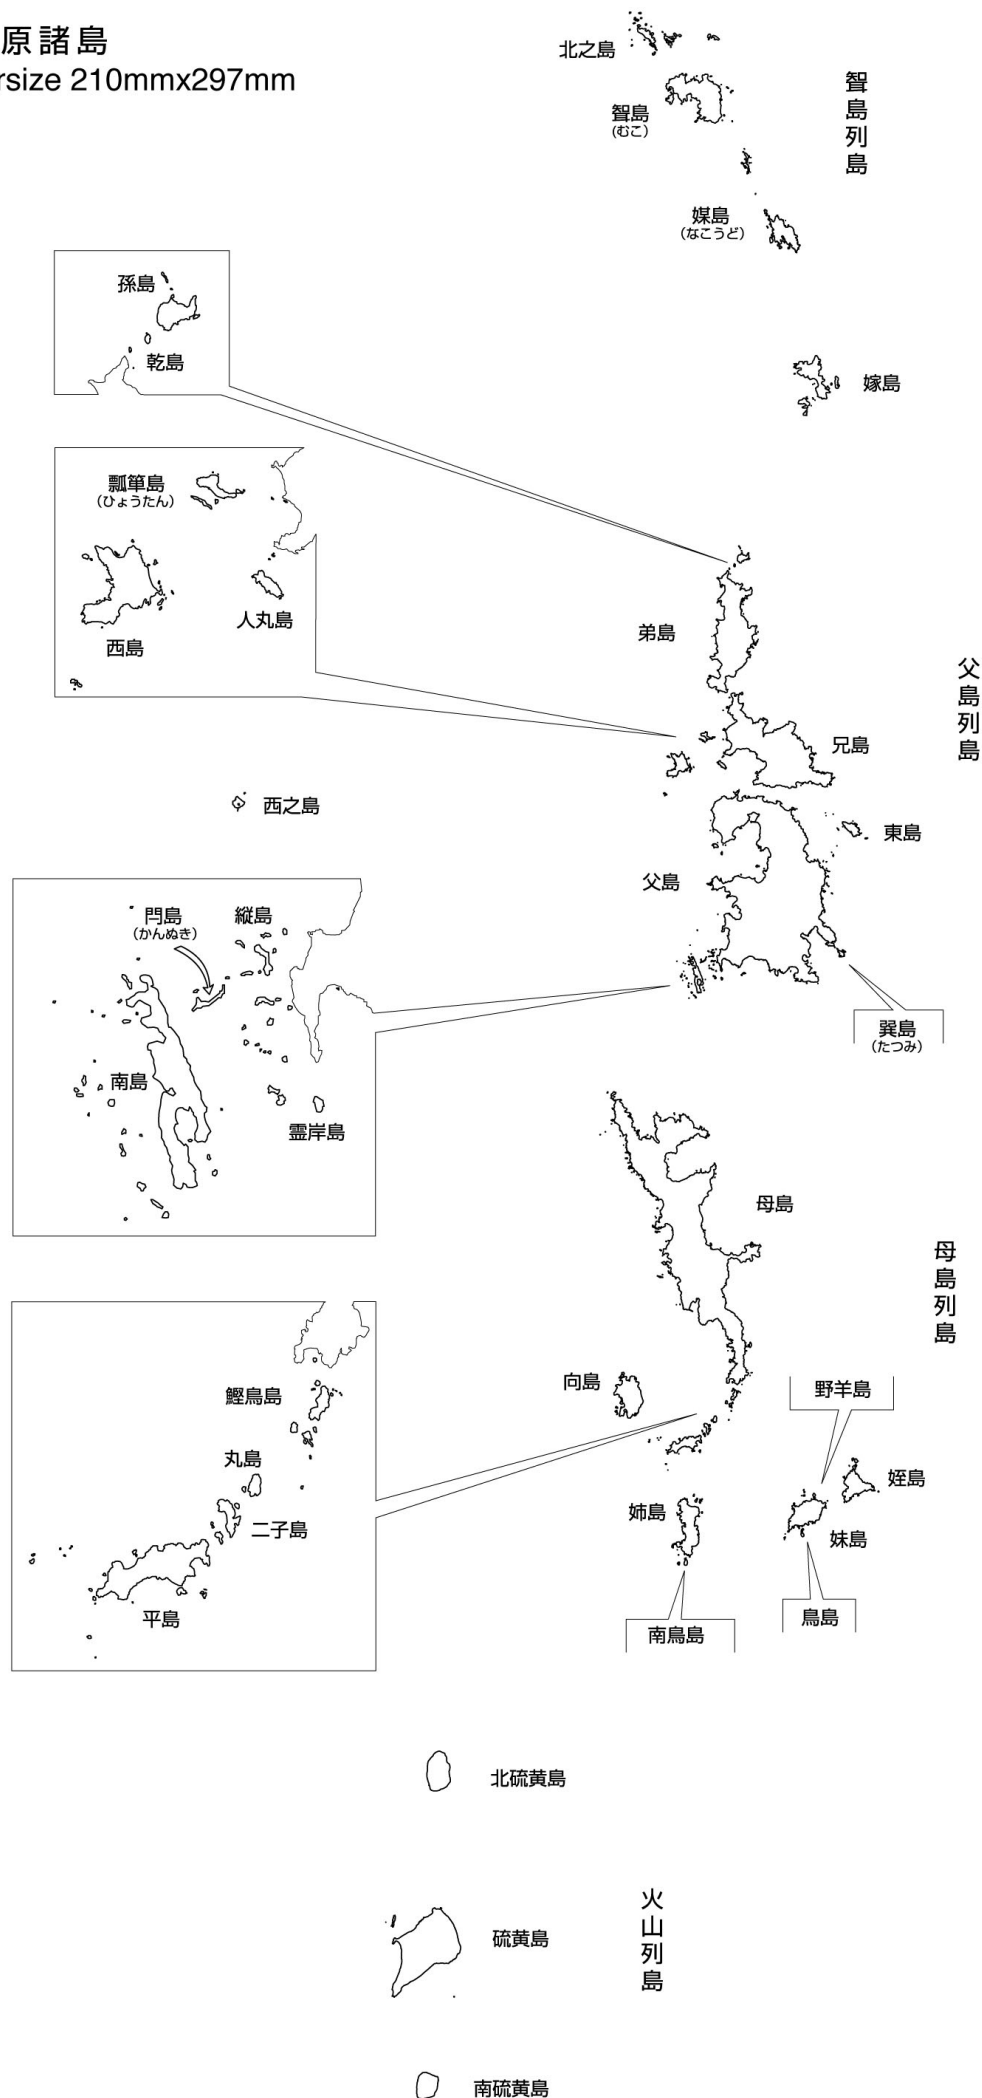 原諸島
rsize 210mmx297mm
北之島
聟島
(むこ)
聟島列島
媒島
(なこうど)
孫島
乾島
嫁島
瓢箪島
(ひょうたん)
人丸島
西島
弟島
父島列島
兄島
西之島
東島
父島
閂島
(かんぬき)
縦島
巽島
(たつみ)
南島
霊岸島
母島
母島列島
向島
野羊島
鰹鳥島
丸島
姪島
姉島
二子島
妹島
平島
鳥島
南鳥島
北硫黄島
火山列島
硫黄島
南硫黄島